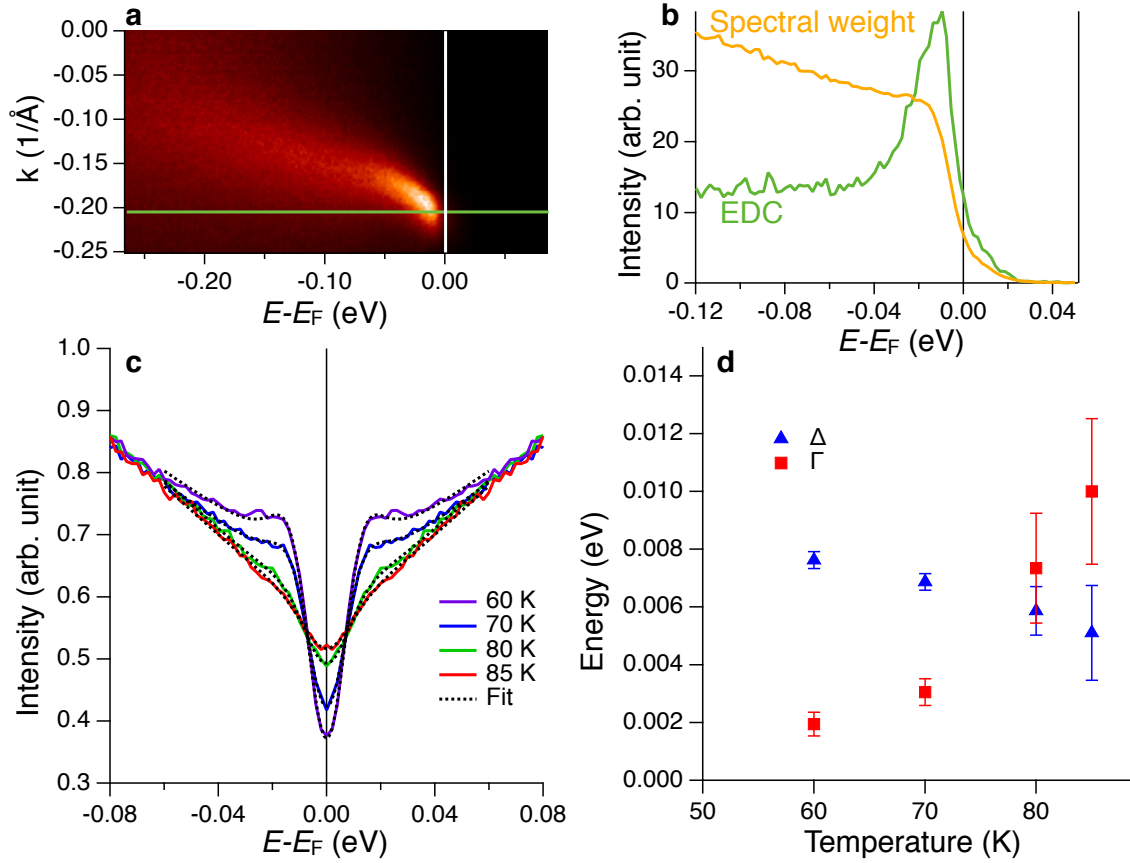 a
0.00
-0.05
-0.10
-0.15
-0.20
-0.25
k (1/Å)
-0.20
-0.10
0.00
E-EF (eV)
b
Spectral weight
EDC
30
20
10
0
Intensity (arb. unit)
-0.12
-0.08
-0.04
0.00
0.04
E-EF (eV)
c
1.0
0.9
0.8
0.7
0.6
0.5
0.4
0.3
Intensity (arb. unit)
60 K
70 K
80 K
85 K
Fit
-0.08
-0.04
0.00
0.04
0.08
E-EF (eV)
d
0.014
0.012
0.010
0.008
0.006
0.004
0.002
0.000
Energy (eV)
Δ
Γ
50
60
70
80
Temperature (K)